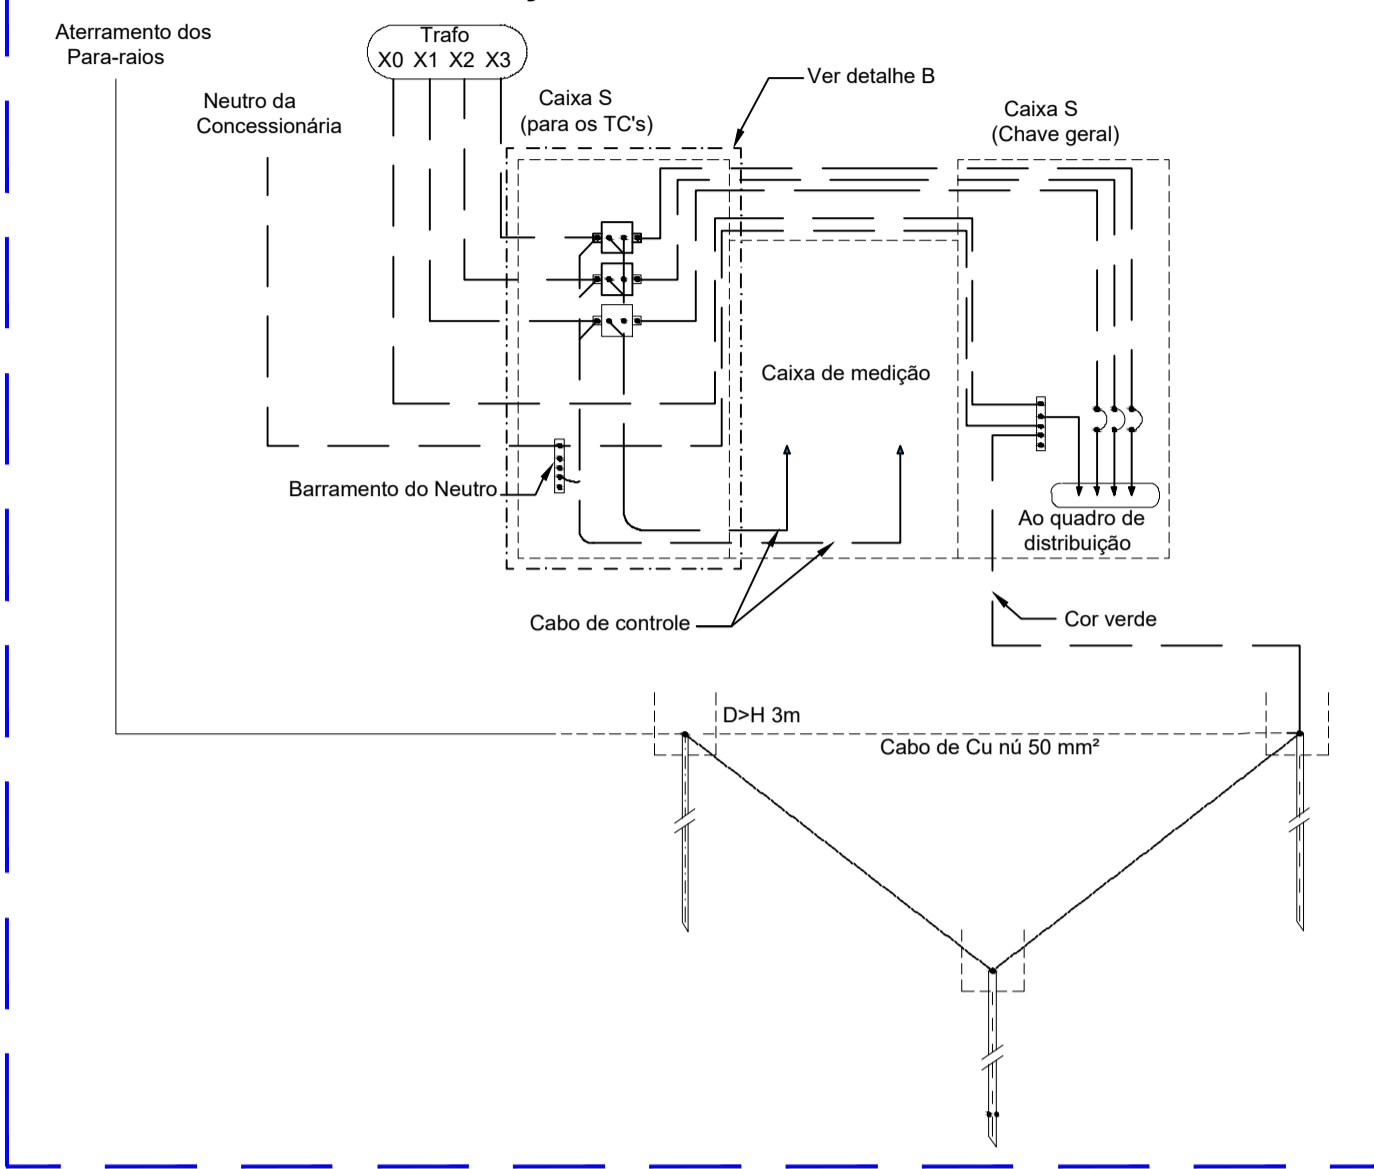 Aterramento dos
Para-raios
Trafo
X0 X1 X2 X3
Neutro da
Concessionária
Caixa S
(para os TC's)
Ver detalhe B
Caixa S
(Chave geral)
Caixa de medição
Barramento do Neutro
Ao quadro de
distribuição
Cabo de controle
Cor verde
D>H 3m
Cabo de Cu nú 50 mm²